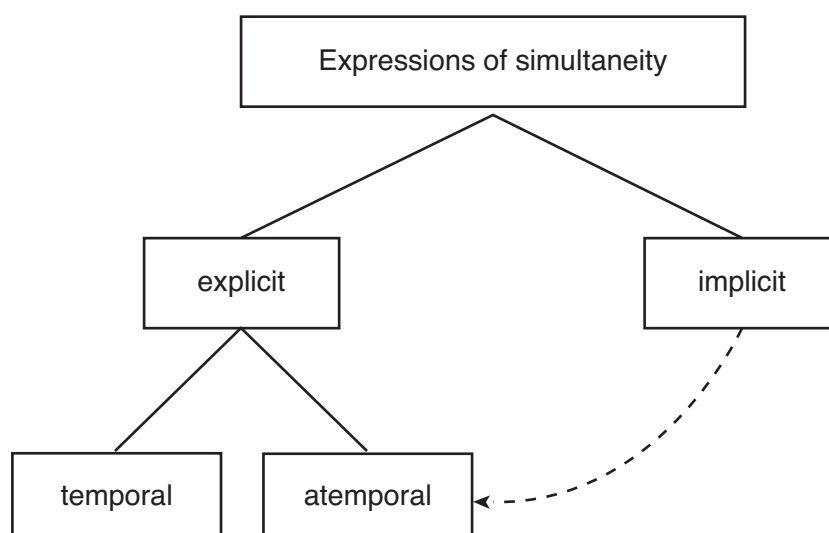 Expressions of simultaneity
explicit
implicit
temporal
atemporal